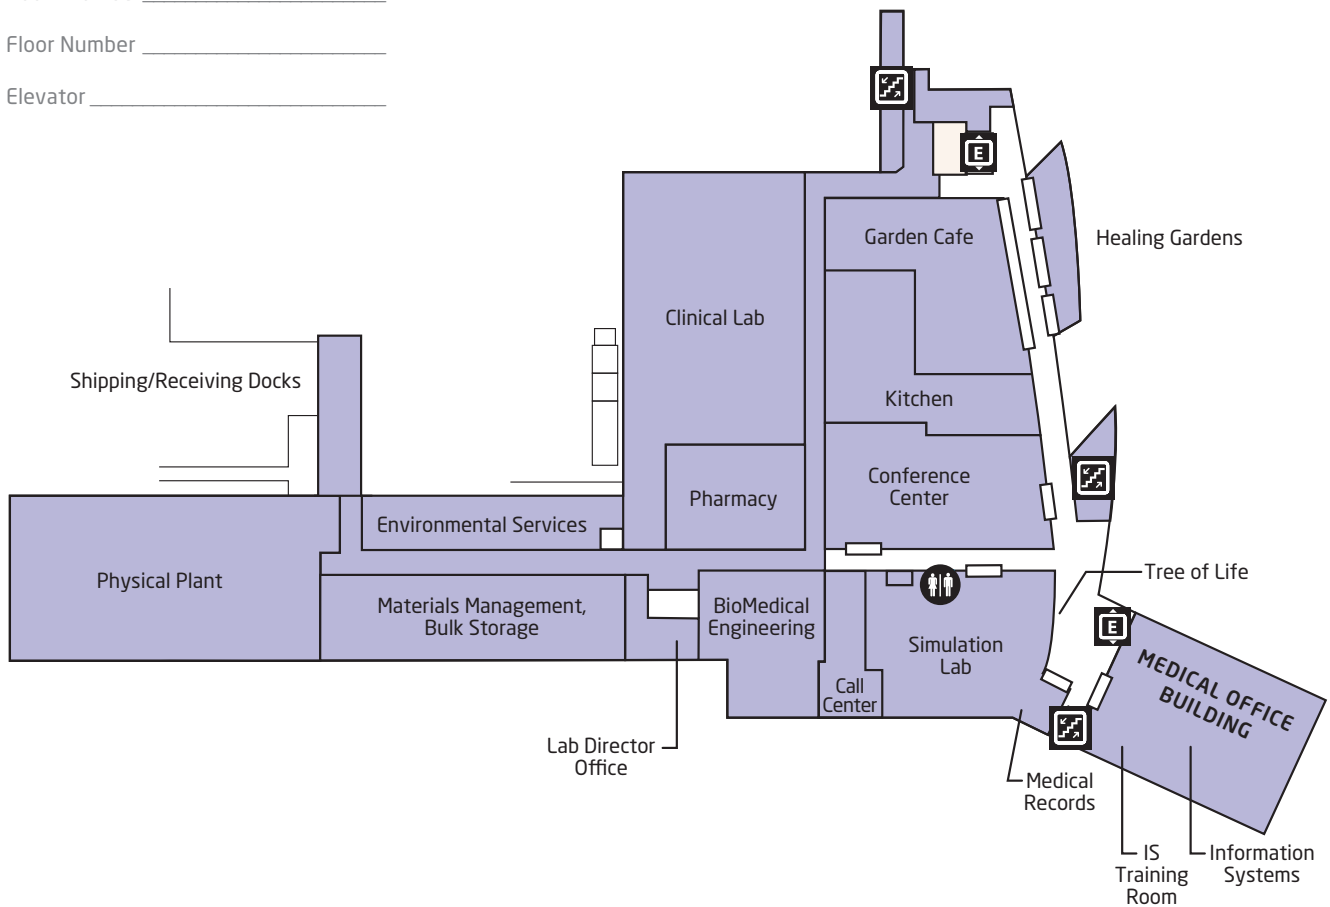 Floor Number
Elevator
E
Garden Cafe
Healing Gardens
Clinical Lab
Shipping/Receiving Docks
Kitchen
Conference
Center
Pharmacy
Environmental Services
Physical Plant
Tree of Life
Materials Management,
Bulk Storage
BioMedical
Engineering
E
Simulation
Lab
MEDICAL OFFICE
BUILDING
Call
Center
Lab Director
Office
Medical
Records
IS
Training
Room
Information
Systems